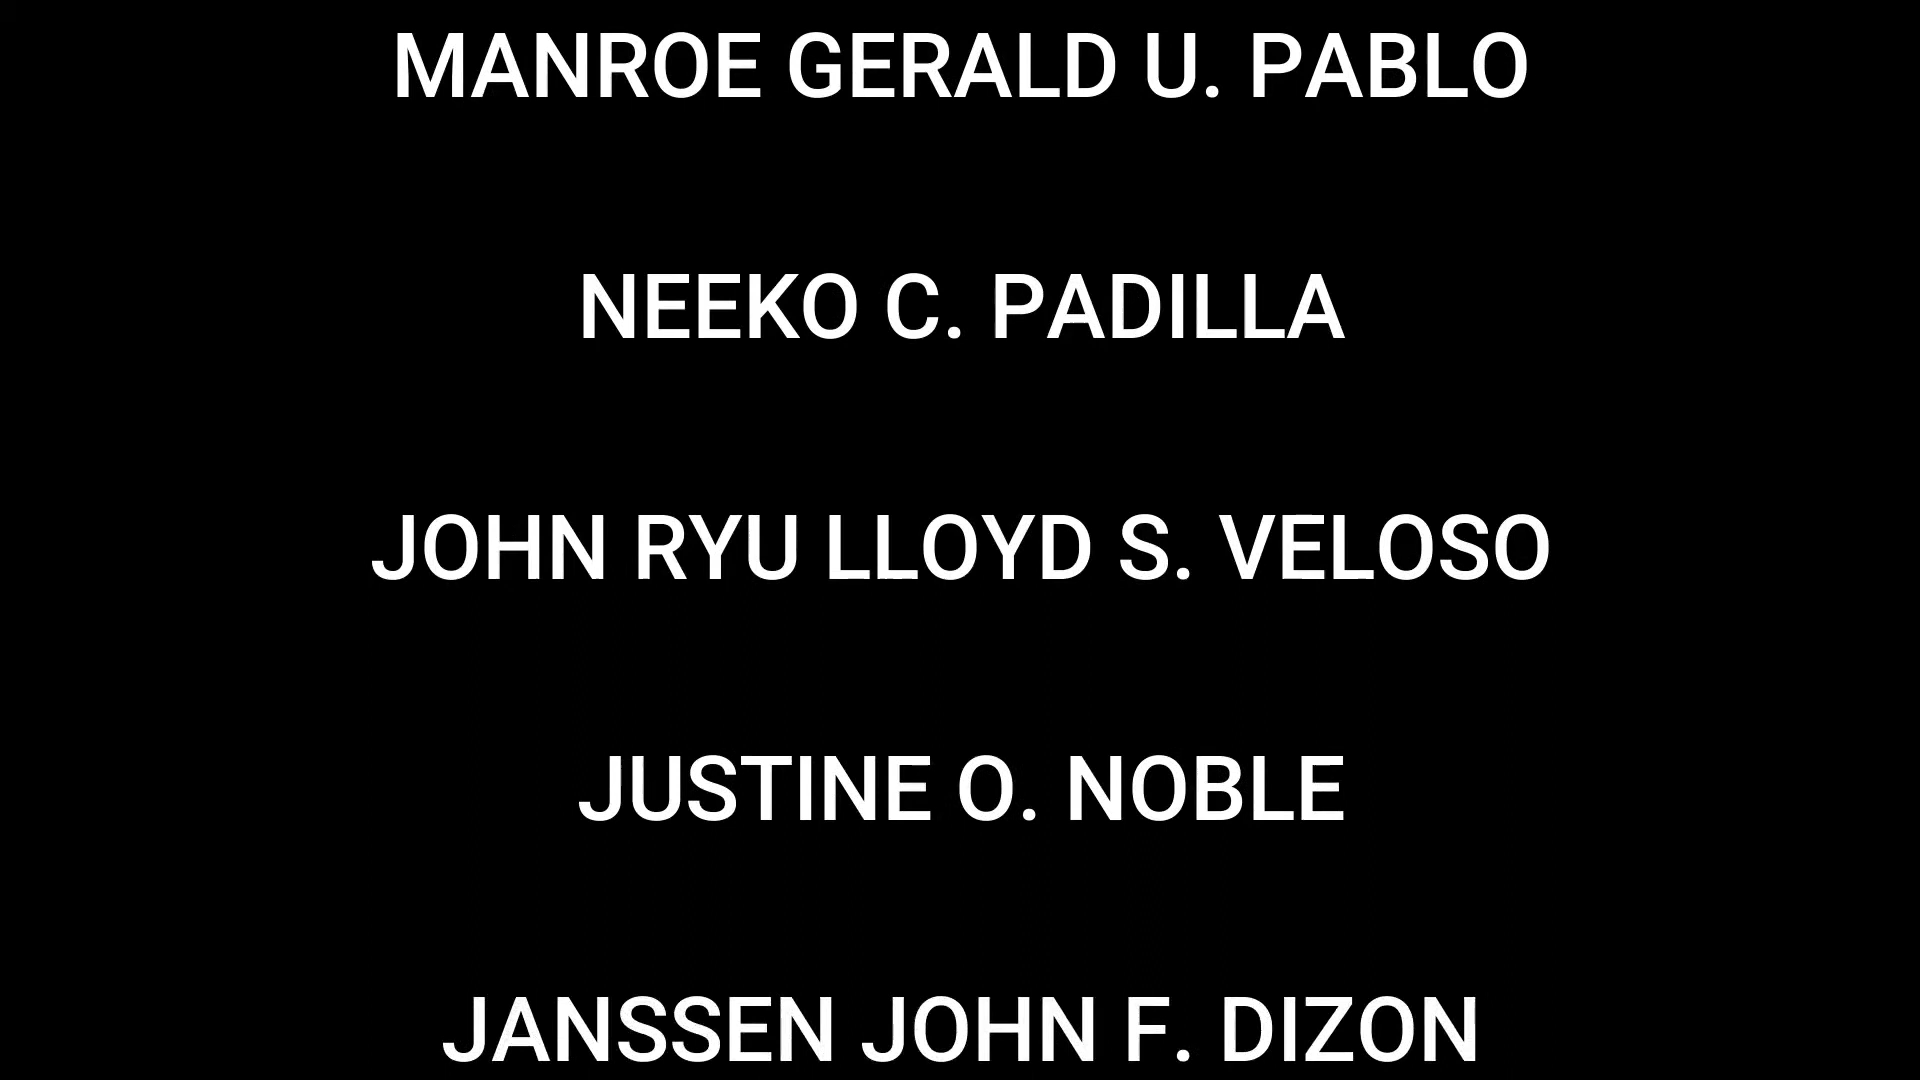 MANROE GERALD U. PABLO
NEEKO C. PADILLA
JOHN RYU LLOYD S. VELOSO
JUSTINE O. NOBLE
JANSSEN JOHN F. DIZON